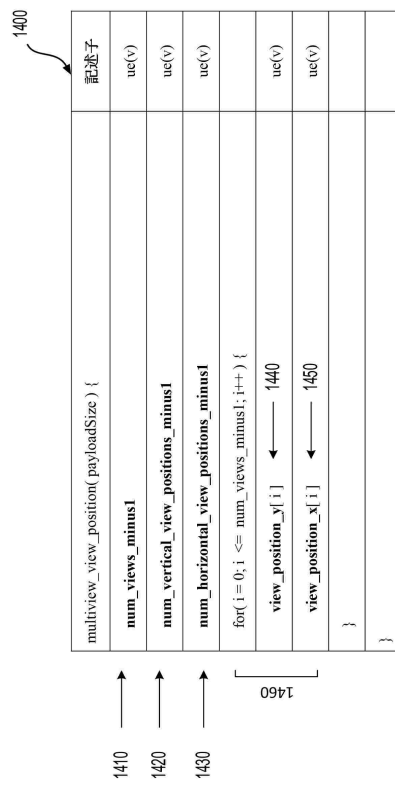 1400
multiview_view_position( payloadSize ) { 記述子
1410 num_views_minus1 ue(v)
1420 num_vertical_view_positions_minus1 ue(v)
1430 num_horizontal_view_positions_minus1 ue(v)
for( i = 0; i <= num_views_minus1; i++ ) {
1460
view_position_y[ i ] 1440 ue(v)
view_position_x[ i ] 1450 ue(v)
}
}